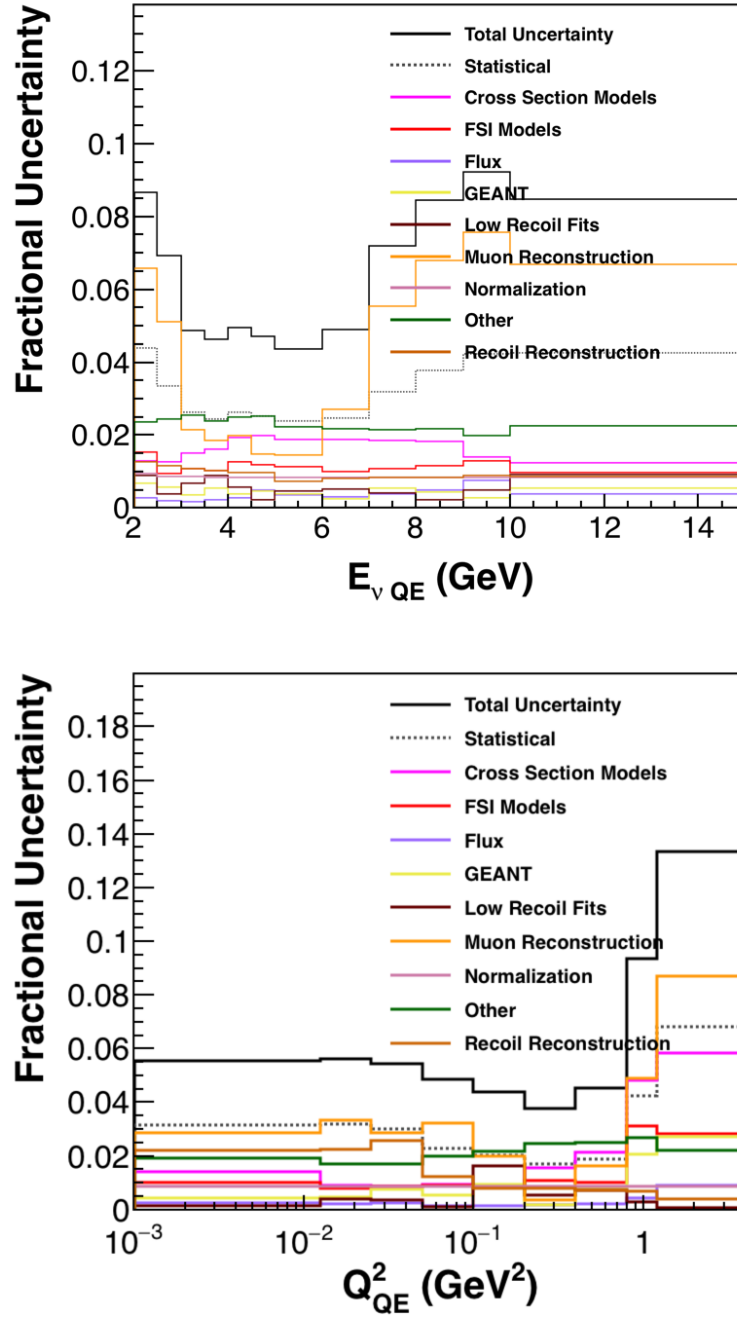 Fractional Uncertainty
0.12
0.1
0.08
0.06
0.04
0.02
0
Total Uncertainty
Statistical
Cross Section Models
FSI Models
Flux
GEANT
Low Recoil Fits
Muon Reconstruction
Normalization
Other
Recoil Reconstruction
2 4 6 8 10 12 14
E_ν QE (GeV)
Fractional Uncertainty
0.18
0.16
0.14
0.12
0.1
0.08
0.06
0.04
0.02
0
Total Uncertainty
Statistical
Cross Section Models
FSI Models
Flux
GEANT
Low Recoil Fits
Muon Reconstruction
Normalization
Other
Recoil Reconstruction
10⁻³ 10⁻² 10⁻¹ 1
Q²_QE (GeV²)